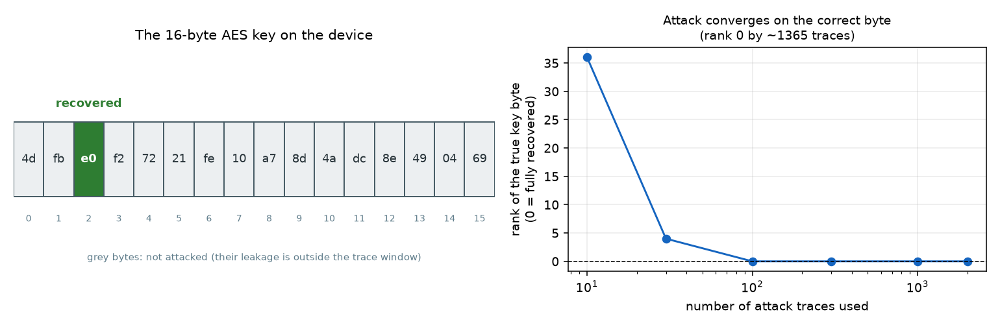 The 16-byte AES key on the device
recovered
4d fb e0 f2 72 21 fe 10 a7 8d 4a dc 8e 49 04 69
0 1 2 3 4 5 6 7 8 9 10 11 12 13 14 15
grey bytes: not attacked (their leakage is outside the trace window)
Attack converges on the correct byte
(rank 0 by ~1365 traces)
rank of the true key byte
(0 = fully recovered)
35
30
25
20
15
10
5
0
10¹ 10² 10³
number of attack traces used